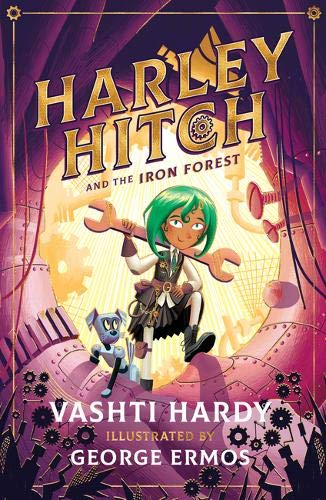 HARLEY
HITCH
AND THE IRON FOREST
VASHTI HARDY
ILLUSTRATED BY
GEORGE ERMOS